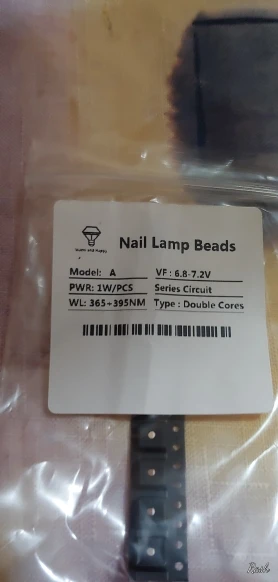 Nail Lamp Beads
Model: A VF : 6.8-7.2V
PWR: 1W/PCS Series Circuit
WL: 365+395NM Type : Double Cores